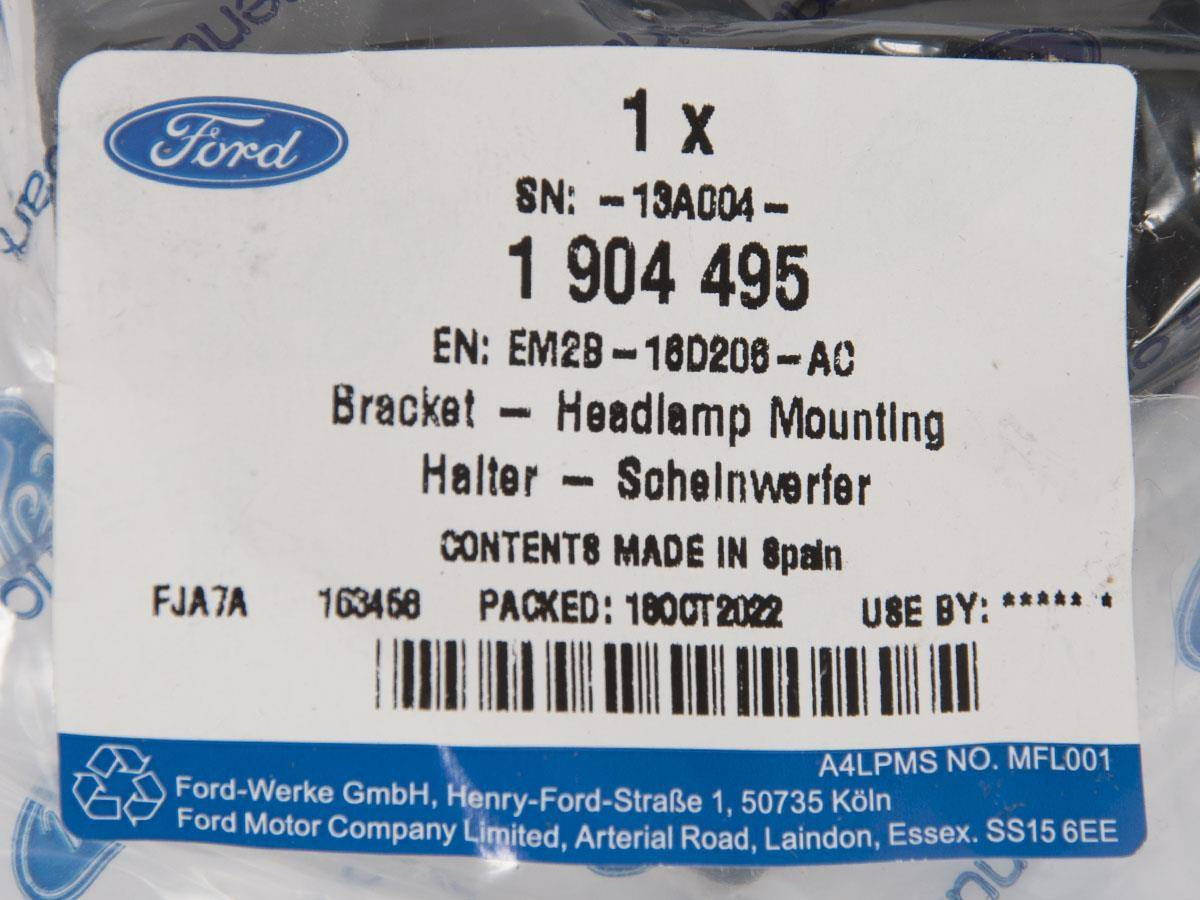 Ford
1 x
SN: -13A004-
1 904 495
EN: EM2B-16D206-AC
Bracket - Headlamp Mounting
Halter - Scheinwerfer
CONTENTS MADE IN Spain
FJA7A 163458 PACKED: 18OCT2022 USE BY: ***** *
A4LPMS NO. MFL001
Ford-Werke GmbH, Henry-Ford-Straße 1, 50735 Köln
Ford Motor Company Limited, Arterial Road, Laindon, Essex. SS15 6EE